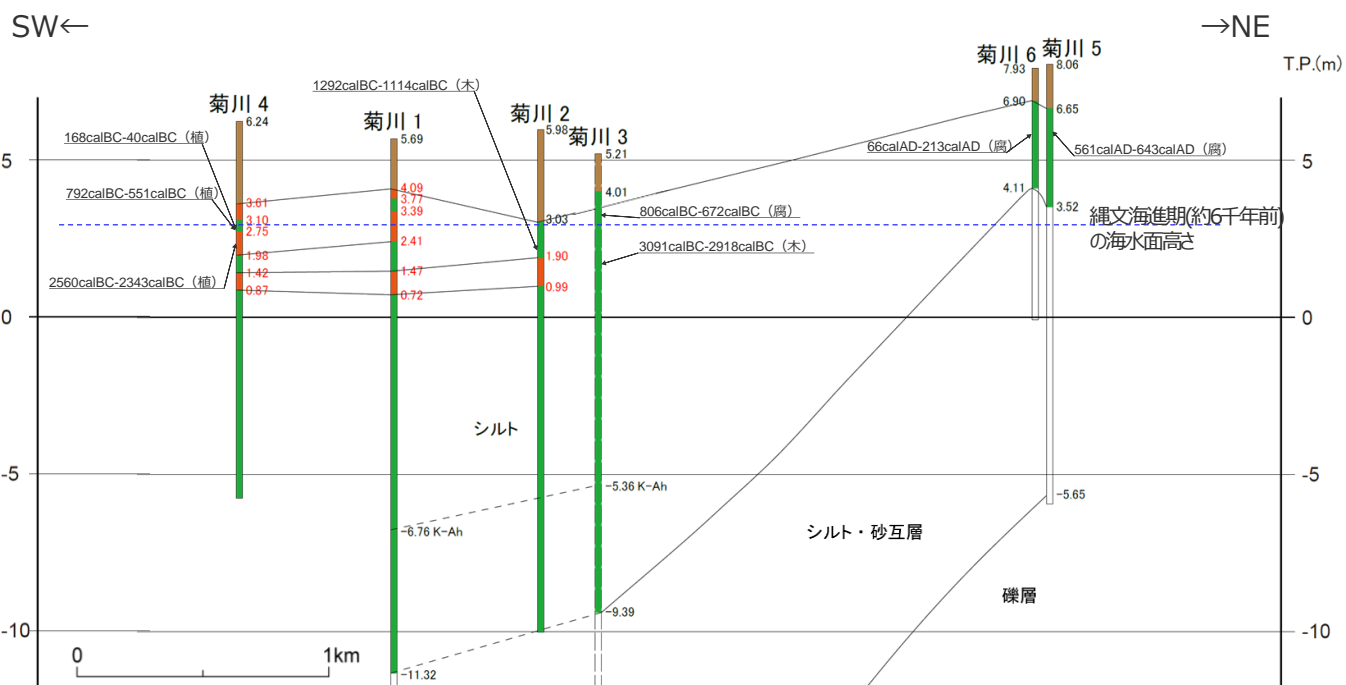 SW← →NE
T.P.(m)
菊川 4
6.24
菊川 1
5.69
菊川 2
5.98
菊川 3
5.21
菊川 6
7.93
菊川 5
8.06
1292calBC-1114calBC（木）
168calBC-40calBC（植）
792calBC-551calBC（植）
2560calBC-2343calBC（植）
3.61
3.10
2.75
1.98
1.42
0.87
4.09
3.77
3.39
2.41
1.47
0.72
3.03
1.90
0.99
4.01
806calBC-672calBC（腐）
3091calBC-2918calBC（木）
6.90
66calAD-213calAD（腐）
4.11
6.65
561calAD-643calAD（腐）
3.52
縄文海進期(約6千年前)
の海水面高さ
5 5
0 0
-5 -5
-10 -10
シルト
-6.76 K-Ah
-5.36 K-Ah
-9.39
-11.32
-5.65
シルト・砂互層
礫層
0 1km